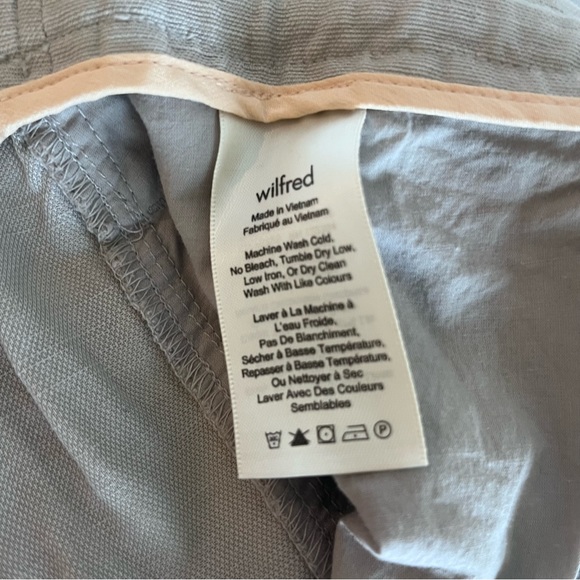 wilfred
Made in Vietnam
Fabriqué au Vietnam
Machine Wash Cold,
No Bleach, Tumble Dry Low,
Low Iron, Or Dry Clean
Wash With Like Colours
Laver à La Machine à
L'eau Froide,
Pas De Blanchiment,
Sécher à Basse Température,
Repasser à Basse Température,
Ou Nettoyer à Sec
Laver Avec Des Couleurs
Semblables
P